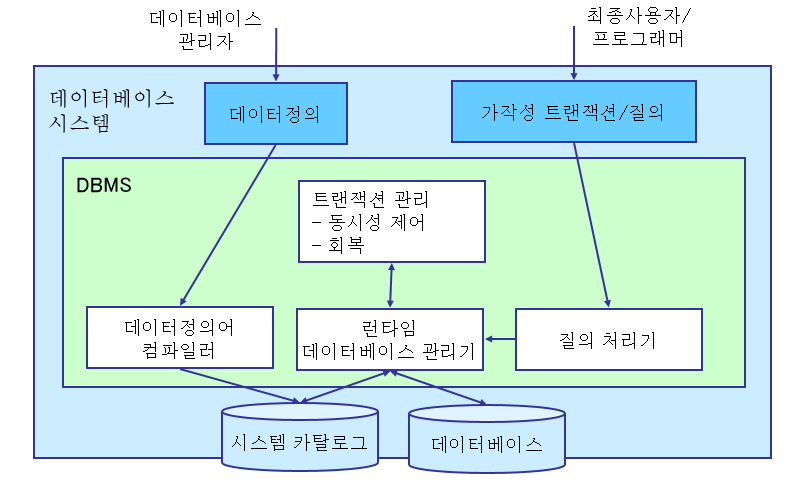 데이터베이스
관리자
최종사용자/
프로그래머
데이터베이스
시스템
데이터정의
가작성 트랜잭션/질의
DBMS
트랜잭션 관리
– 동시성 제어
– 회복
데이터정의어
컴파일러
런타임
데이터베이스 관리기
질의 처리기
시스템 카탈로그
데이터베이스